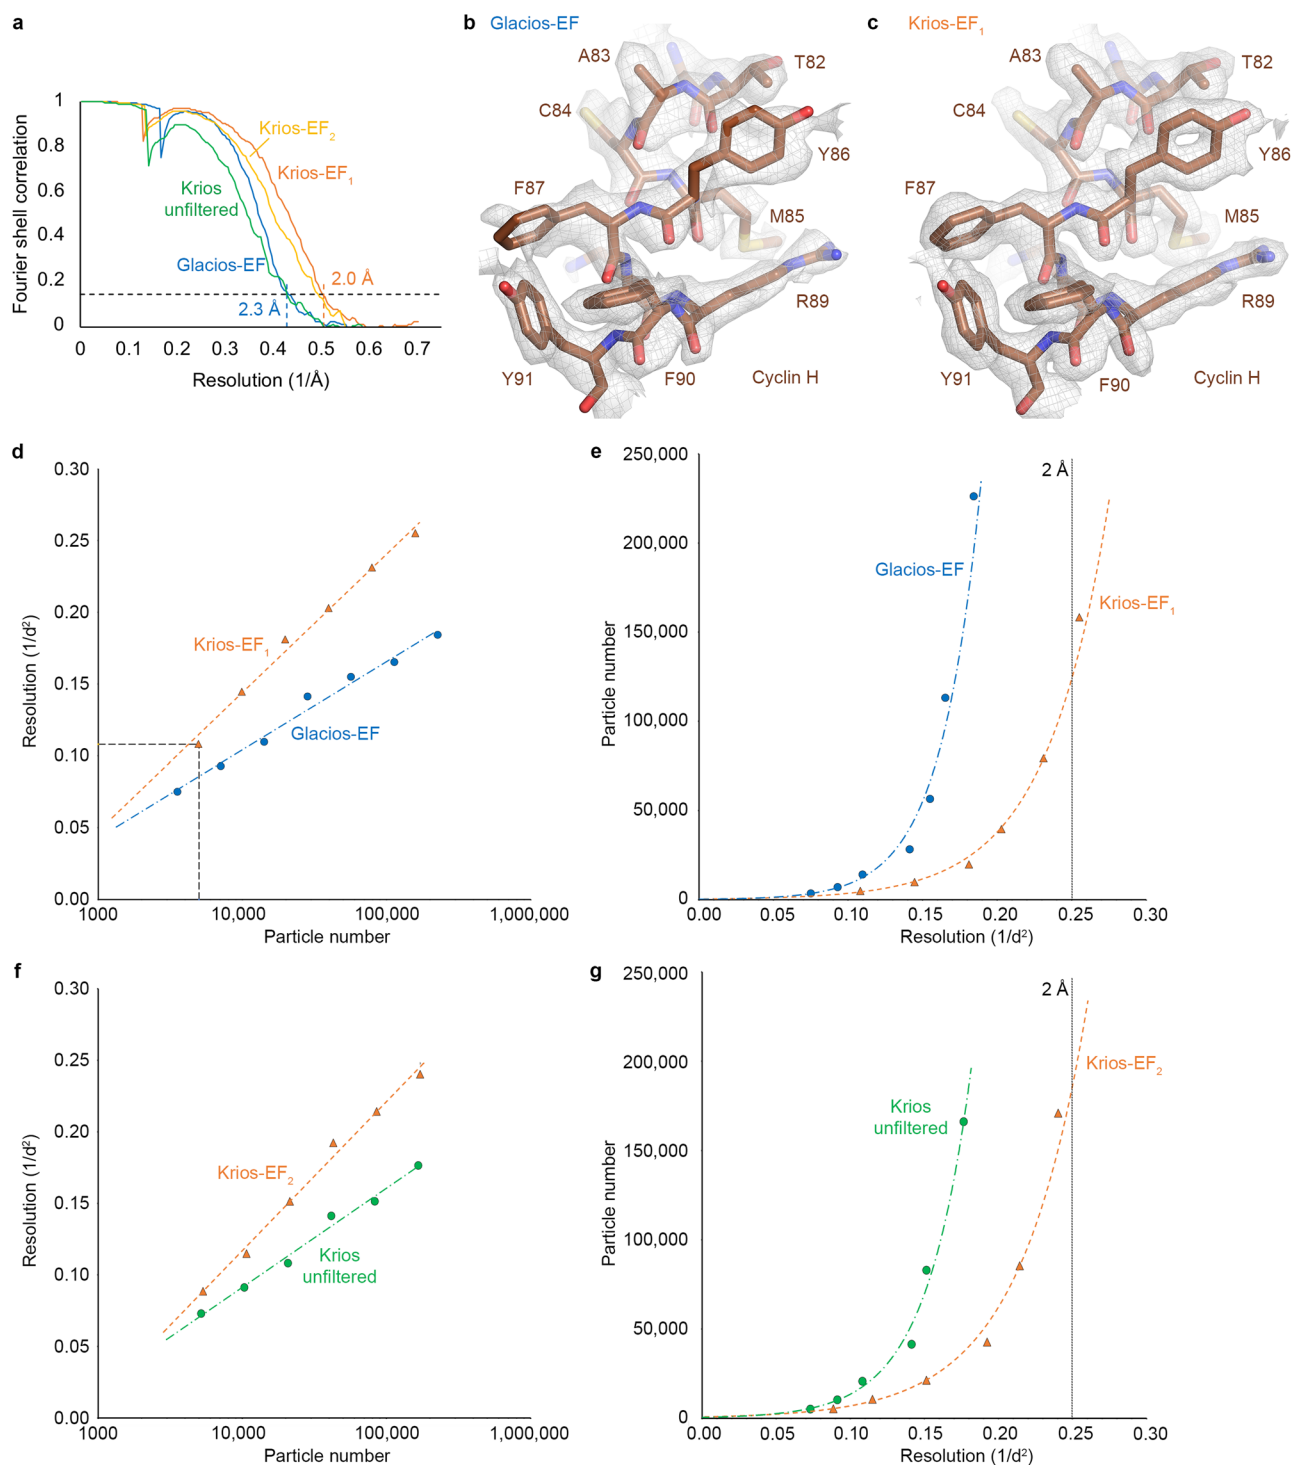 a
Fourier shell correlation
1
0.8
0.6
0.4
0.2
0
Krios-EF₂
Krios-EF₁
Krios
unfiltered
Glacios-EF
2.0 Å
2.3 Å
0 0.1 0.2 0.3 0.4 0.5 0.6 0.7
Resolution (1/Å)
b Glacios-EF
A83
T82
C84
Y86
F87
M85
R89
Y91
F90
Cyclin H
c Krios-EF₁
A83
T82
C84
Y86
F87
M85
R89
Y91
F90
Cyclin H
d
Resolution (1/d²)
0.30
0.25
0.20
0.15
0.10
0.05
0.00
Krios-EF₁
Glacios-EF
1000 10,000 100,000 1,000,000
Particle number
e
Particle number
250,000
200,000
150,000
100,000
50,000
0
2 Å
Glacios-EF
Krios-EF₁
0.00 0.05 0.10 0.15 0.20 0.25 0.30
Resolution (1/d²)
f
Resolution (1/d²)
0.30
0.25
0.20
0.15
0.10
0.05
0.00
Krios-EF₂
Krios
unfiltered
1000 10,000 100,000 1,000,000
Particle number
g
Particle number
250,000
200,000
150,000
100,000
50,000
0
2 Å
Krios
unfiltered
Krios-EF₂
0.00 0.05 0.10 0.15 0.20 0.25 0.30
Resolution (1/d²)